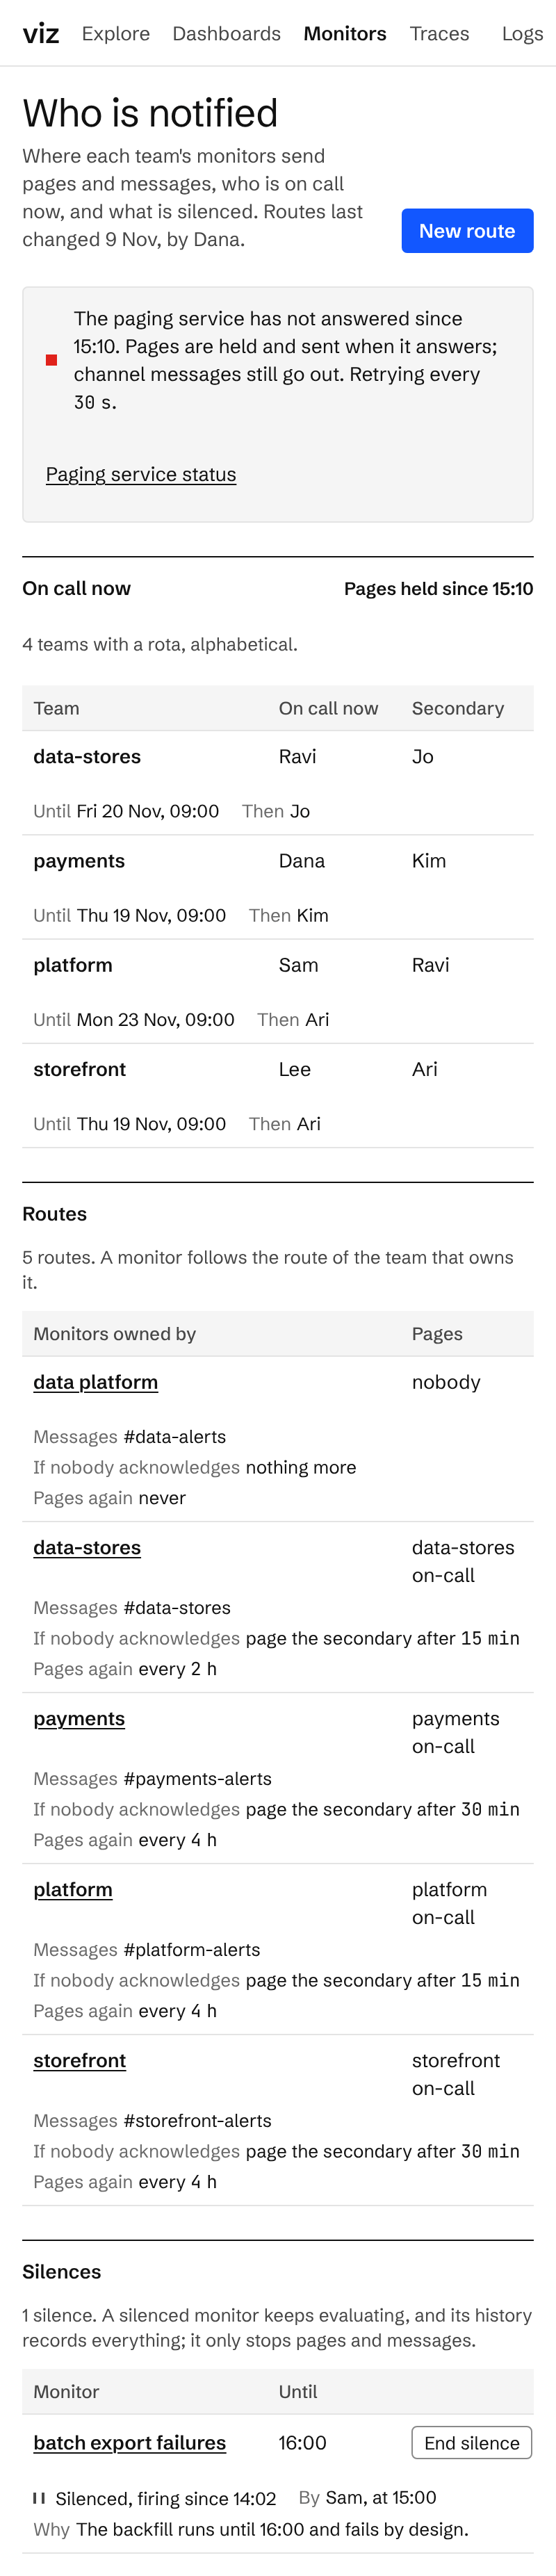 viz Explore Dashboards Monitors Traces Logs
Who is notified
Where each team's monitors send
pages and messages, who is on call
now, and what is silenced. Routes last
changed 9 Nov, by Dana.
New route
The paging service has not answered since
15:10. Pages are held and sent when it answers;
channel messages still go out. Retrying every
30 s.
Paging service status
On call now Pages held since 15:10
4 teams with a rota, alphabetical.
Team On call now Secondary
data-stores Ravi Jo
Until Fri 20 Nov, 09:00 Then Jo
payments Dana Kim
Until Thu 19 Nov, 09:00 Then Kim
platform Sam Ravi
Until Mon 23 Nov, 09:00 Then Ari
storefront Lee Ari
Until Thu 19 Nov, 09:00 Then Ari
Routes
5 routes. A monitor follows the route of the team that owns
it.
Monitors owned by Pages
data platform nobody
Messages #data-alerts
If nobody acknowledges nothing more
Pages again never
data-stores data-stores
on-call
Messages #data-stores
If nobody acknowledges page the secondary after 15 min
Pages again every 2 h
payments payments
on-call
Messages #payments-alerts
If nobody acknowledges page the secondary after 30 min
Pages again every 4 h
platform platform
on-call
Messages #platform-alerts
If nobody acknowledges page the secondary after 15 min
Pages again every 4 h
storefront storefront
on-call
Messages #storefront-alerts
If nobody acknowledges page the secondary after 30 min
Pages again every 4 h
Silences
1 silence. A silenced monitor keeps evaluating, and its history
records everything; it only stops pages and messages.
Monitor Until
batch export failures 16:00 End silence
Silenced, firing since 14:02 By Sam, at 15:00
Why The backfill runs until 16:00 and fails by design.